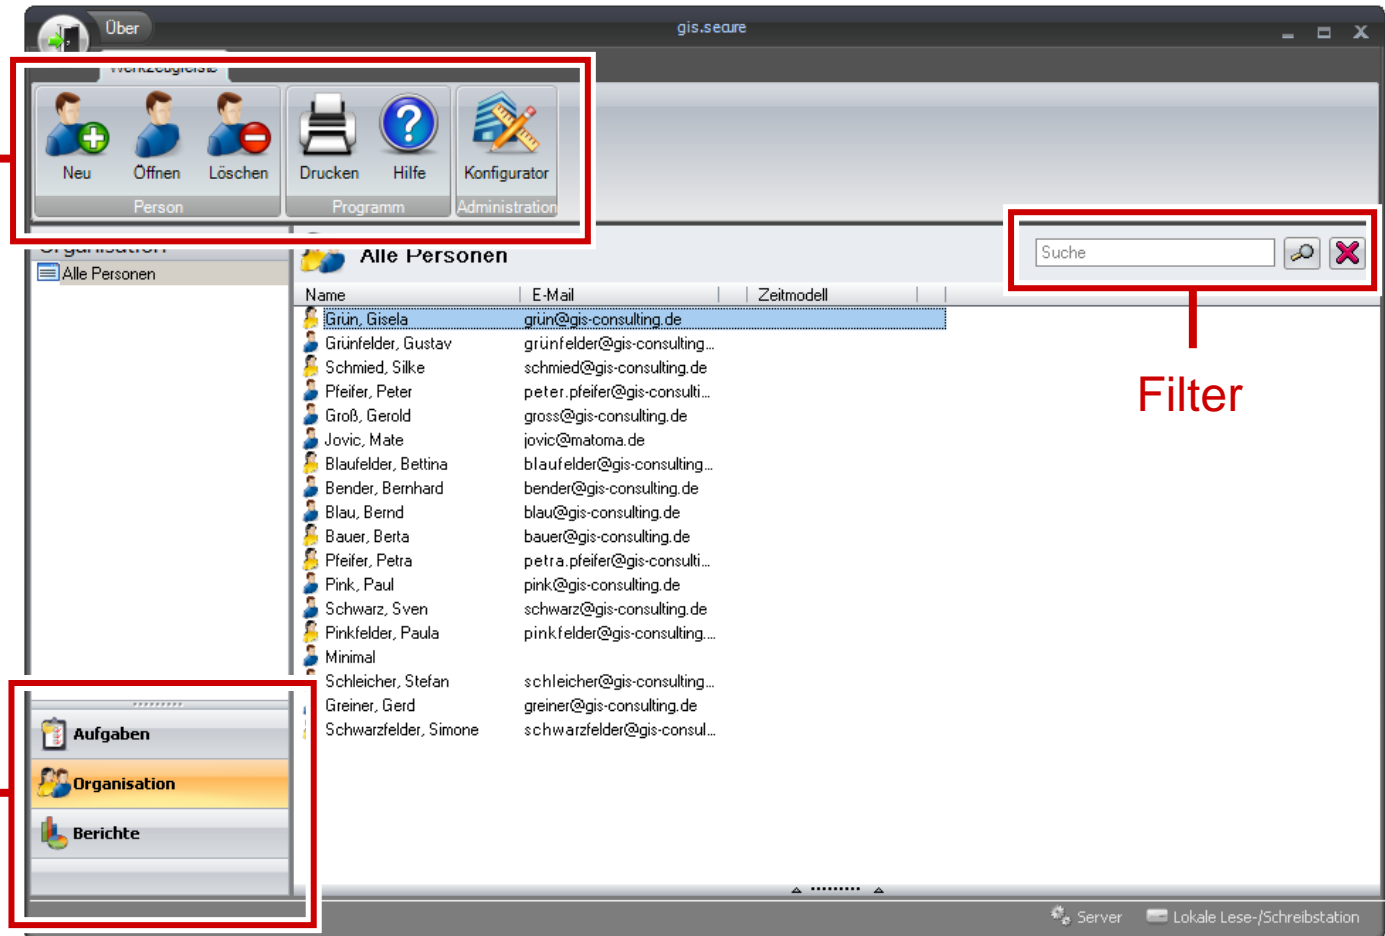 Über
gis.secure
Werkzeugleiste
Neu Öffnen Löschen Drucken Hilfe Konfigurator
Person Programm Administration
Organisation
Alle Personen
Alle Personen
Suche
Filter
Name E-Mail Zeitmodell
Grün, Gisela grün@gis-consulting.de
Grünfelder, Gustav grünfelder@gis-consulting...
Schmied, Silke schmied@gis-consulting.de
Pfeifer, Peter peter.pfeifer@gis-consulti...
Groß, Gerold gross@gis-consulting.de
Jovic, Mate jovic@matoma.de
Blaufelder, Bettina blaufelder@gis-consulting...
Bender, Bernhard bender@gis-consulting.de
Blau, Bernd blau@gis-consulting.de
Bauer, Berta bauer@gis-consulting.de
Pfeifer, Petra petra.pfeifer@gis-consulti...
Pink, Paul pink@gis-consulting.de
Schwarz, Sven schwarz@gis-consulting.de
Pinkfelder, Paula pinkfelder@gis-consulting....
Minimal
Schleicher, Stefan schleicher@gis-consulting...
Greiner, Gerd greiner@gis-consulting.de
Schwarzfelder, Simone schwarzfelder@gis-consul...
Aufgaben
Organisation
Berichte
Server Lokale Lese-/Schreibstation